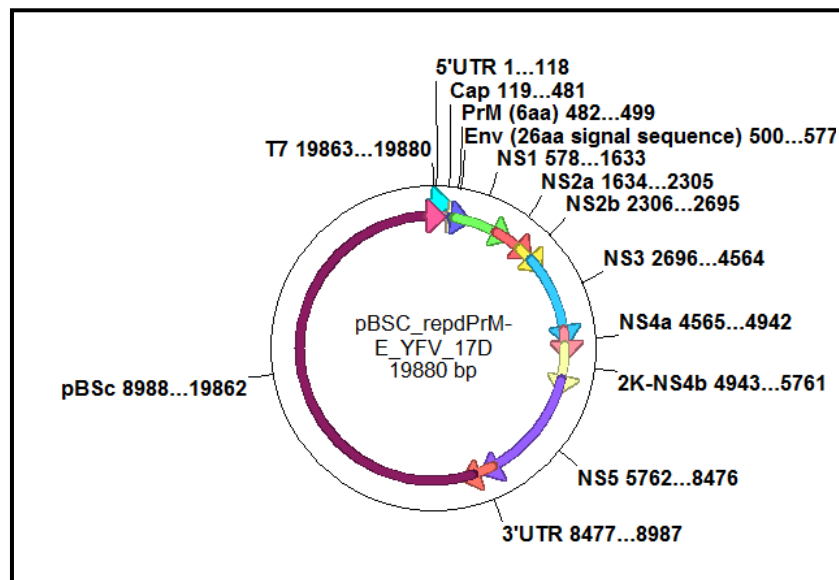 5'UTR 1...118
Cap 119...481
PrM (6aa) 482...499
Env (26aa signal sequence) 500...577
T7 19863...19880
NS1 578...1633
NS2a 1634...2305
NS2b 2306...2695
NS3 2696...4564
pBSC_repdPrM-
E_YFV_17D
19880 bp
NS4a 4565...4942
pBSc 8988...19862
2K-NS4b 4943...5761
NS5 5762...8476
3'UTR 8477...8987